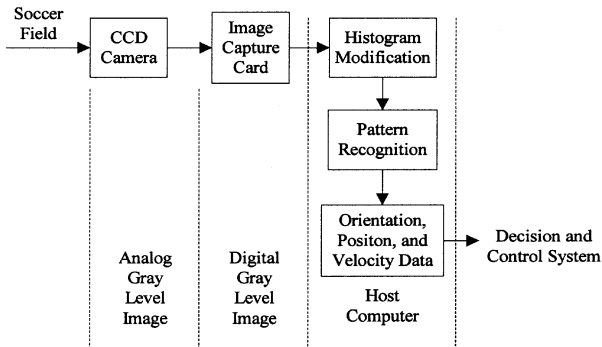 Soccer
Field
CCD
Camera
Image
Capture
Card
Histogram
Modification
Pattern
Recognition
Orientation,
Positon, and
Velocity Data
Decision and
Control System
Analog
Gray
Level
Image
Digital
Gray
Level
Image
Host
Computer